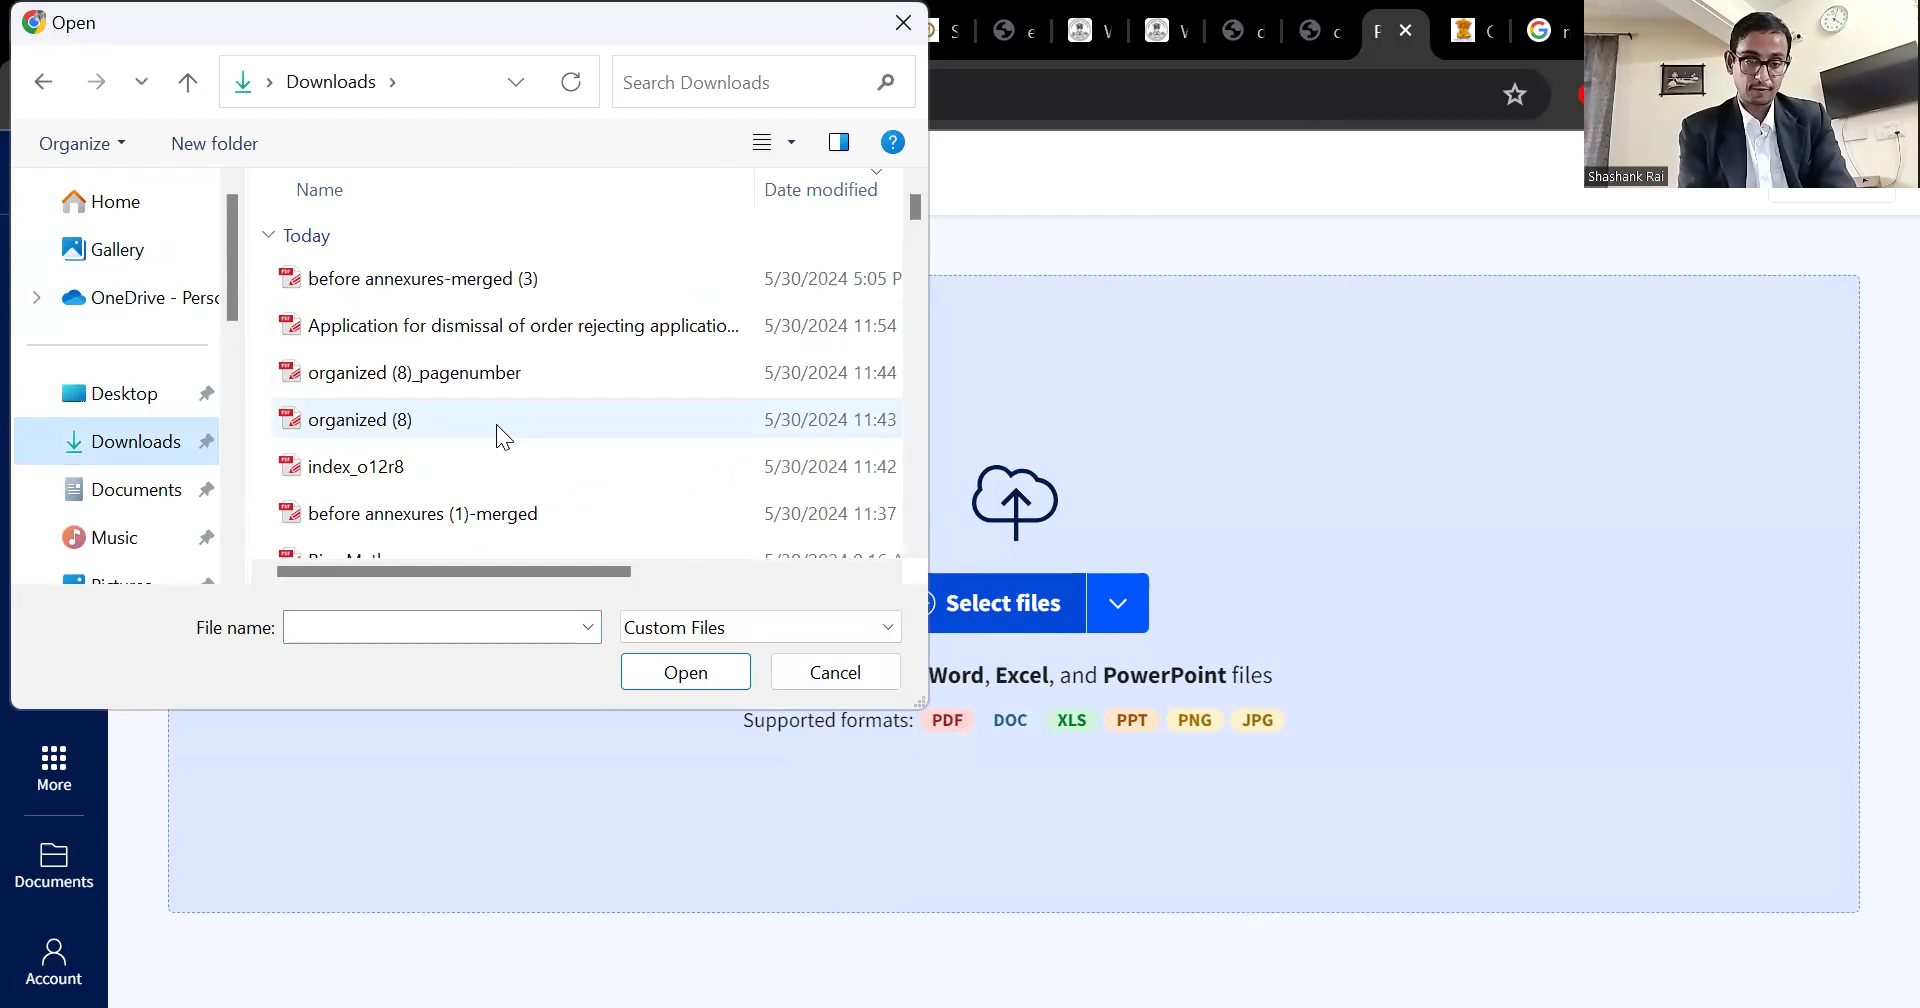 Open
S
e
V
V
c
c
F
C
n
Downloads
Search Downloads
Organize
New folder
Shashank Rai
Name
Date modified
Home
Gallery
OneDrive - Perso
Desktop
Downloads
Documents
Music
Pictures
Today
before annexures-merged (3) 5/30/2024 5:05 P
Application for dismissal of order rejecting applicatio... 5/30/2024 11:54
organized (8)_pagenumber 5/30/2024 11:44
organized (8) 5/30/2024 11:43
index_o12r8 5/30/2024 11:42
before annexures (1)-merged 5/30/2024 11:37
File name:
Custom Files
Open
Cancel
Select files
Word, Excel, and PowerPoint files
Supported formats: PDF DOC XLS PPT PNG JPG
More
Documents
Account